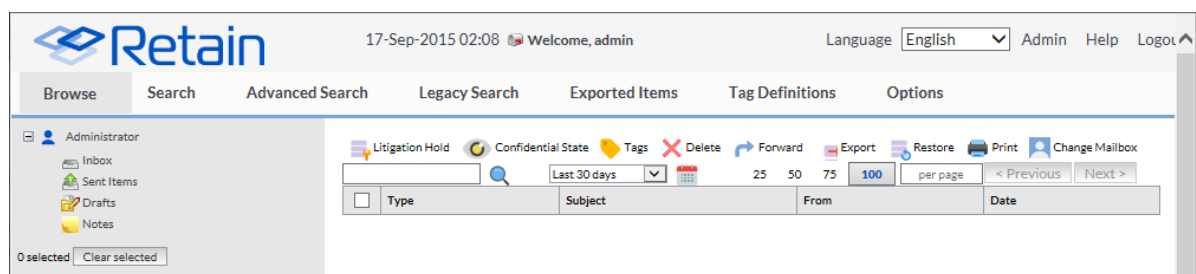 Retain 17-Sep-2015 02:08 Welcome, admin Language English Admin Help Logou
Browse Search Advanced Search Legacy Search Exported Items Tag Definitions Options
Administrator
Inbox
Sent Items
Drafts
Notes
0 selected Clear selected
Litigation Hold Confidential State Tags Delete Forward Export Restore Print Change Mailbox
Last 30 days 25 50 75 100 per page < Previous Next >
Type Subject From Date